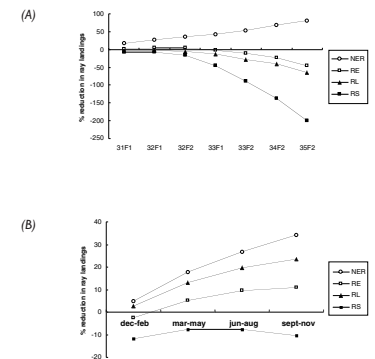 (A)
% reduction in ray landings
100
50
0
-50
-100
-150
-200
-250
31F1 32F1 32F2 33F1 33F2 34F2 35F2
NER
RE
RL
RS
(B)
% reduction in ray landings
40
30
20
10
0
-10
-20
dec-feb mar-may jun-aug sept-nov
NER
RE
RL
RS